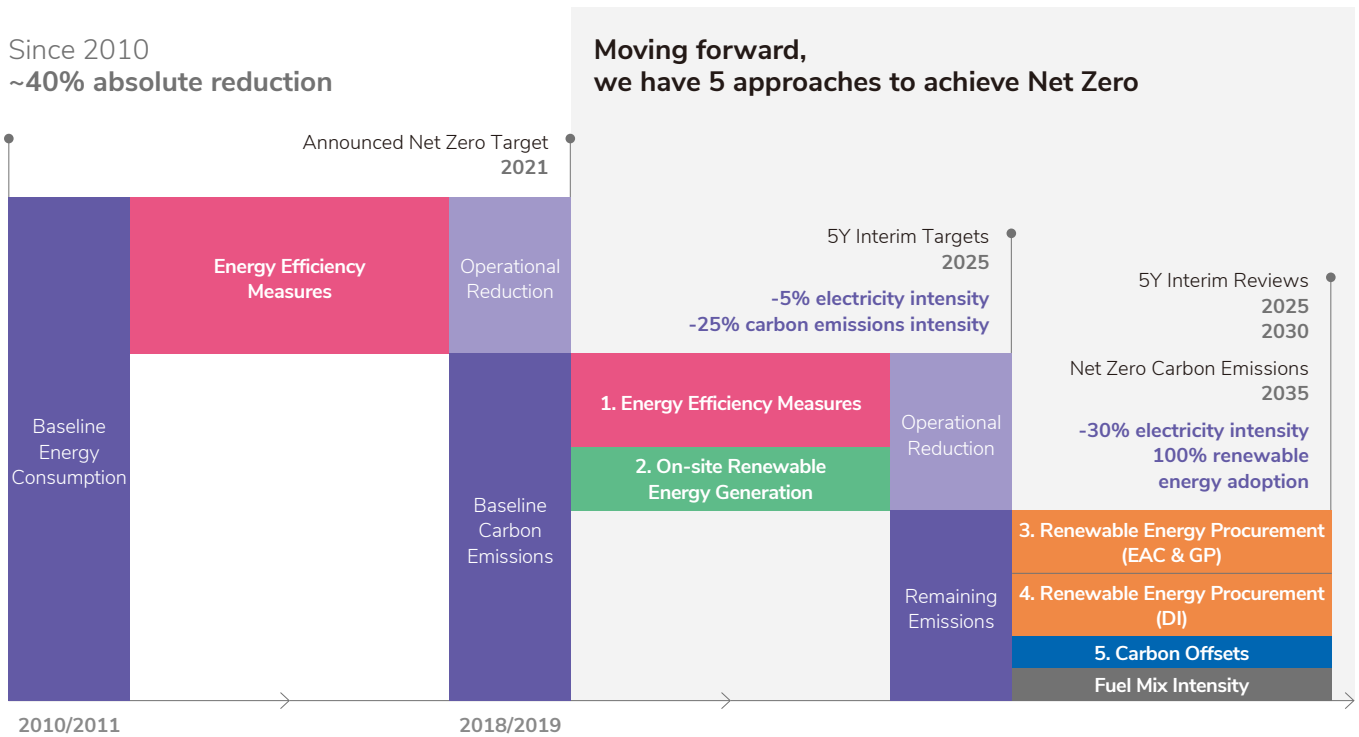 Since 2010
~40% absolute reduction
Moving forward,
we have 5 approaches to achieve Net Zero
Announced Net Zero Target
2021
Baseline
Energy
Consumption
Energy Efficiency
Measures
Operational
Reduction
Baseline
Carbon
Emissions
5Y Interim Targets
2025
-5% electricity intensity
-25% carbon emissions intensity
1. Energy Efficiency Measures
2. On-site Renewable
Energy Generation
Operational
Reduction
Remaining
Emissions
5Y Interim Reviews
2025
2030
Net Zero Carbon Emissions
2035
-30% electricity intensity
100% renewable
energy adoption
3. Renewable Energy Procurement
(EAC & GP)
4. Renewable Energy Procurement
(DI)
5. Carbon Offsets
Fuel Mix Intensity
2010/2011
2018/2019